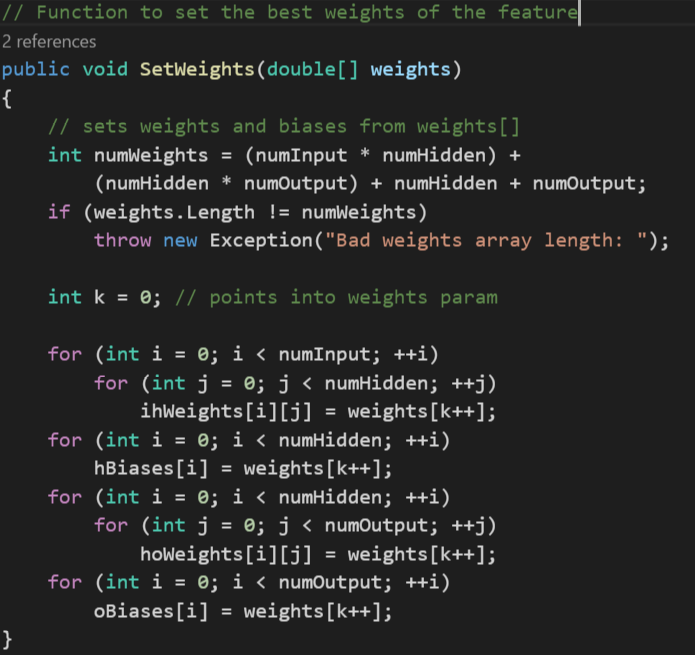 // Function to set the best weights of the feature
2 references
public void SetWeights(double[] weights)
{
    // sets weights and biases from weights[]
    int numWeights = (numInput * numHidden) +
        (numHidden * numOutput) + numHidden + numOutput;
    if (weights.Length != numWeights)
        throw new Exception("Bad weights array length: ");

    int k = 0; // points into weights param

    for (int i = 0; i < numInput; ++i)
        for (int j = 0; j < numHidden; ++j)
            ihWeights[i][j] = weights[k++];
    for (int i = 0; i < numHidden; ++i)
        hBiases[i] = weights[k++];
    for (int i = 0; i < numHidden; ++i)
        for (int j = 0; j < numOutput; ++j)
            hoWeights[i][j] = weights[k++];
    for (int i = 0; i < numOutput; ++i)
        oBiases[i] = weights[k++];
}